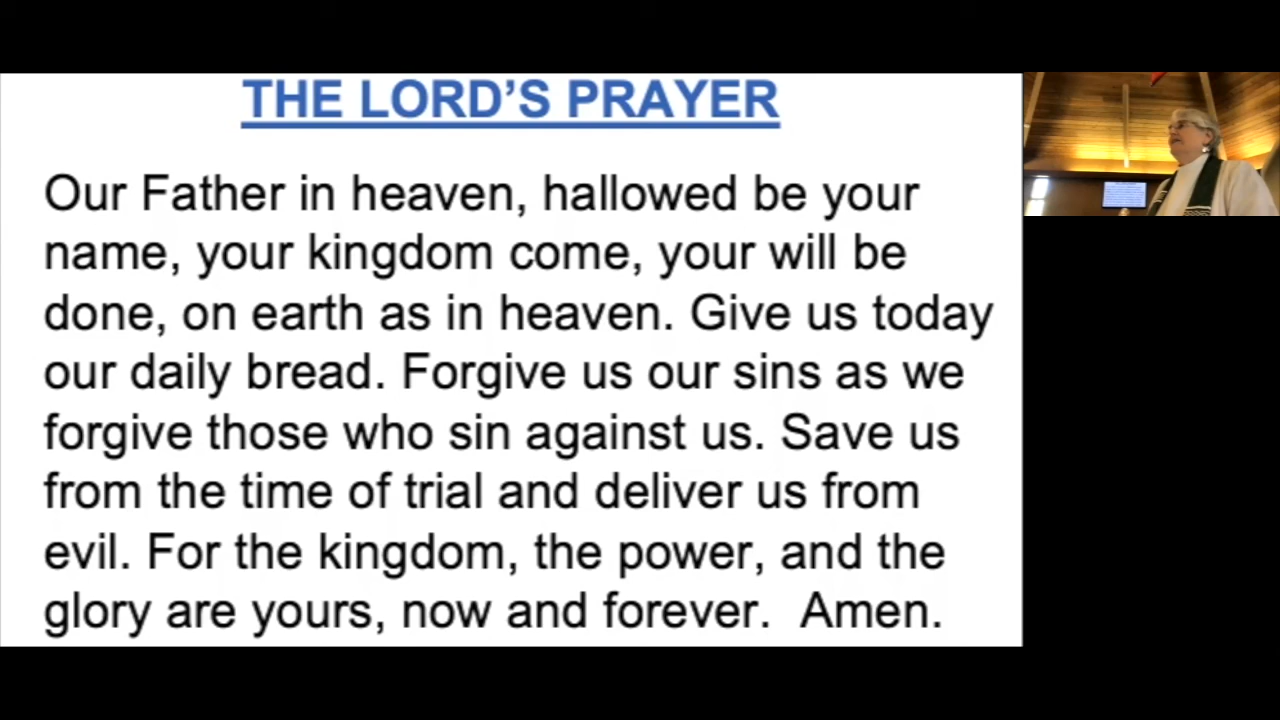 THE LORD'S PRAYER
Our Father in heaven, hallowed be your
name, your kingdom come, your will be
done, on earth as in heaven. Give us today
our daily bread. Forgive us our sins as we
forgive those who sin against us. Save us
from the time of trial and deliver us from
evil. For the kingdom, the power, and the
glory are yours, now and forever.  Amen.